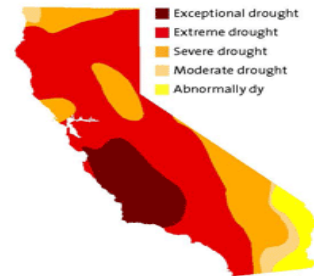 Exceptional drought
Extreme drought
Severe drought
Moderate drought
Abnormally dy